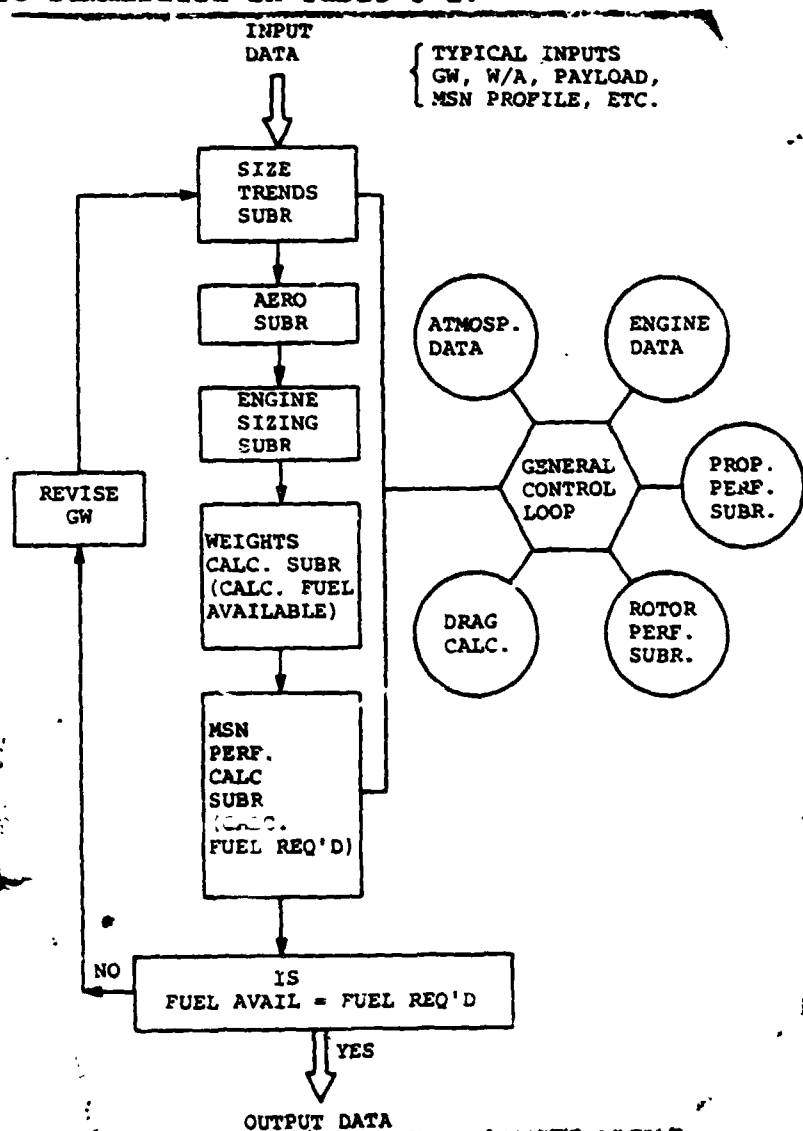 INPUT
DATA
TYPICAL INPUTS
GW, W/A, PAYLOAD,
MSN PROFILE, ETC.
SIZE
TRENDS
SUBR
AERO
SUBR
ENGINE
SIZING
SUBR
REVISE
GW
WEIGHTS
CALC. SUBR
(CALC. FUEL
AVAILABLE)
MSN
PERF.
CALC
SUBR
(CALC.
FUEL REQ'D)
ATMOSP.
DATA
ENGINE
DATA
GENERAL
CONTROL
LOOP
PROP.
PERF.
SUBR.
DRAG
CALC.
ROTOR
PERF.
SUBR.
NO
IS
FUEL AVAIL = FUEL REQ'D
YES
OUTPUT DATA